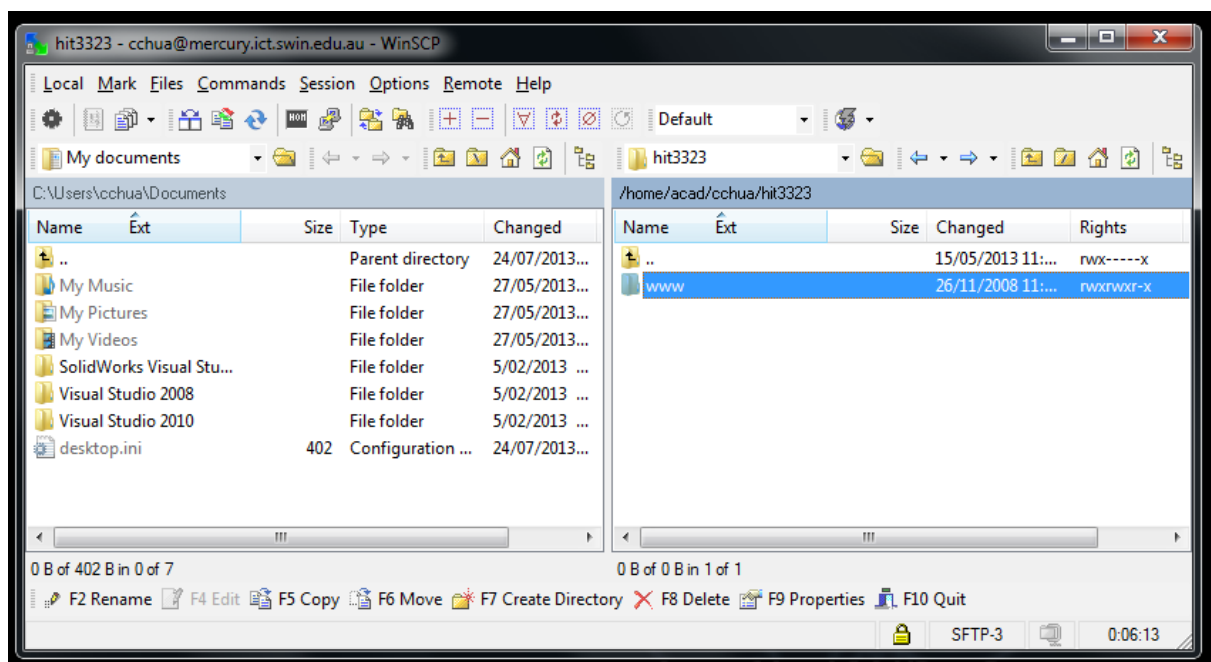 hit3323 - cchua@mercury.ict.swin.edu.au - WinSCP
Local Mark Files Commands Session Options Remote Help
Default
My documents hit3323
C:\Users\cchua\Documents /home/acad/cchua/hit3323
Name Ext Size Type Changed Name Ext Size Changed Rights
.. Parent directory 24/07/2013... .. 15/05/2013 11:... rwx-----x
My Music File folder 27/05/2013... www 26/11/2008 11:... rwxrwxr-x
My Pictures File folder 27/05/2013...
My Videos File folder 27/05/2013...
SolidWorks Visual Stu... File folder 5/02/2013 ...
Visual Studio 2008 File folder 5/02/2013 ...
Visual Studio 2010 File folder 5/02/2013 ...
desktop.ini 402 Configuration ... 24/07/2013...
0 B of 402 B in 0 of 7 0 B of 0 B in 1 of 1
F2 Rename F4 Edit F5 Copy F6 Move F7 Create Directory F8 Delete F9 Properties F10 Quit
SFTP-3 0:06:13